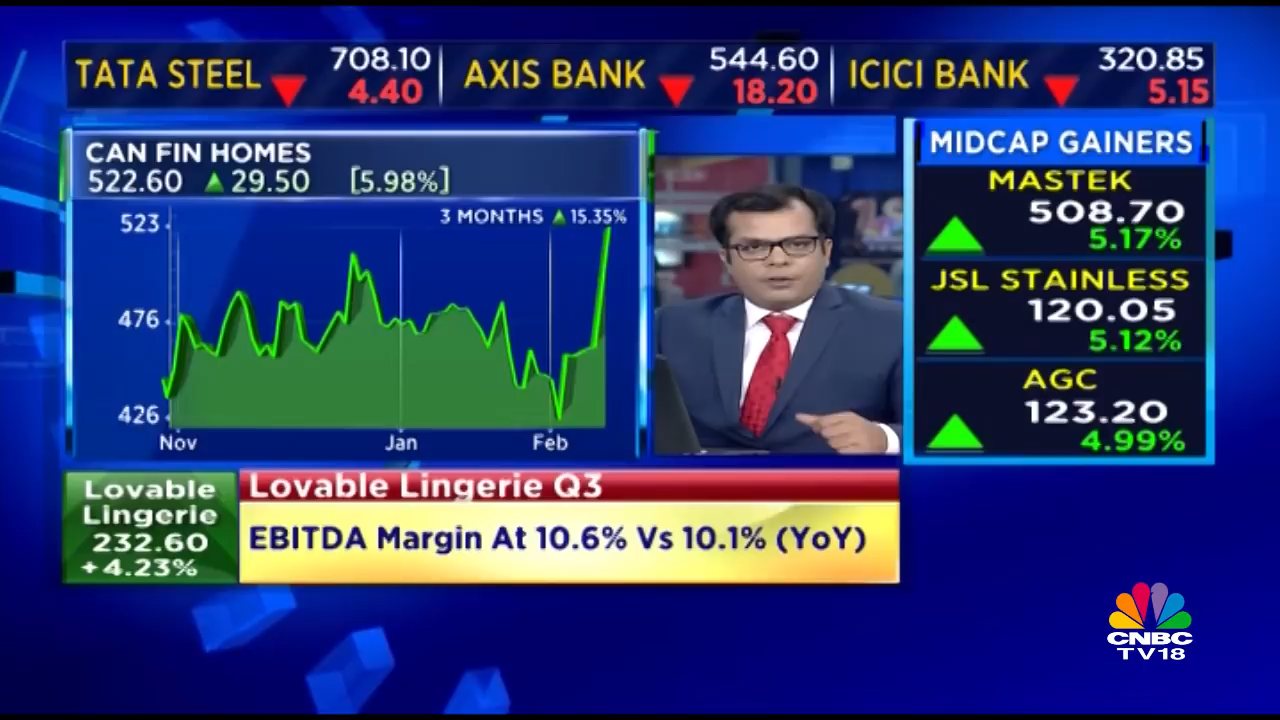 TATA STEEL 708.10 4.40
AXIS BANK 544.60 18.20
ICICI BANK 320.85 5.15
CAN FIN HOMES
522.60 29.50 [5.98%]
3 MONTHS 15.35%
523
476
426
Nov Jan Feb
MIDCAP GAINERS
MASTEK
508.70
5.17%
JSL STAINLESS
120.05
5.12%
AGC
123.20
4.99%
Lovable
Lingerie
232.60
+4.23%
Lovable Lingerie Q3
EBITDA Margin At 10.6% Vs 10.1% (YoY)
CNBC
TV18